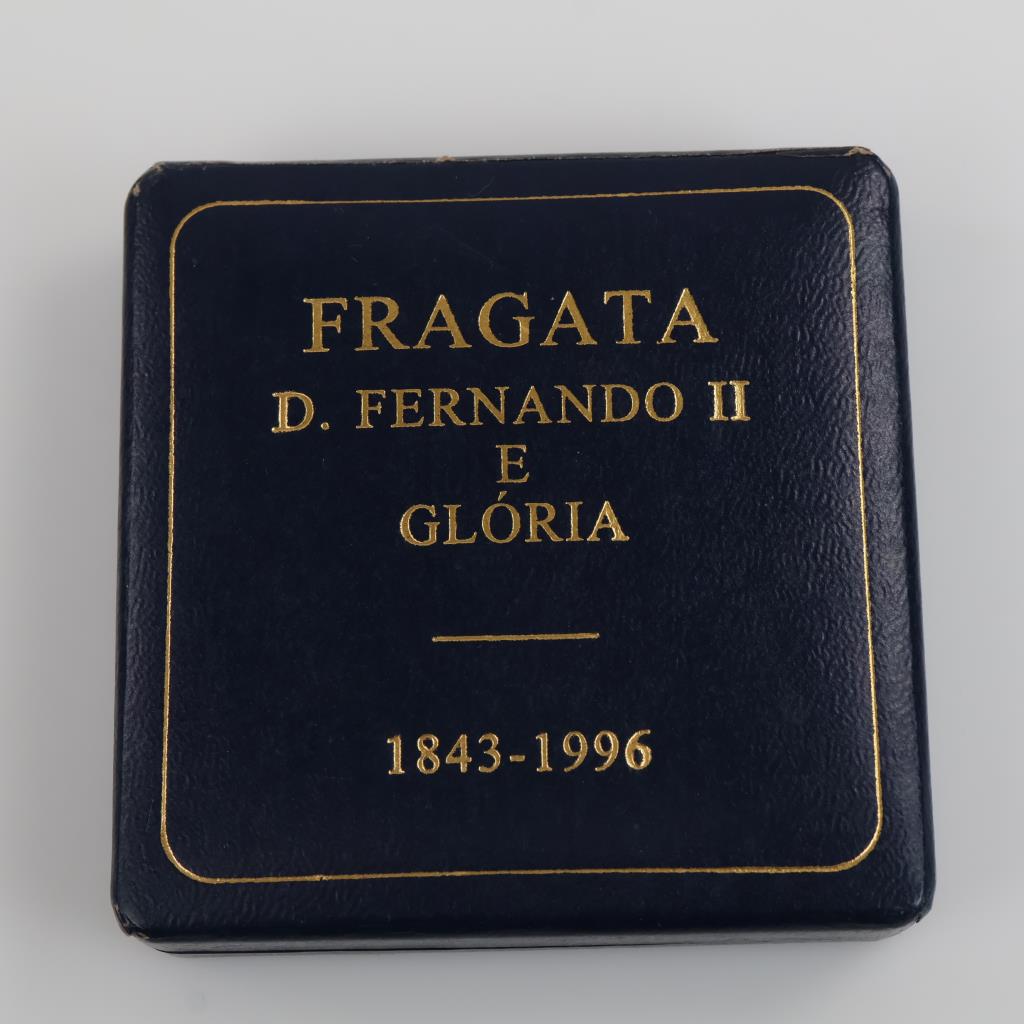 FRAGATA
D. FERNANDO II
E
GLÓRIA
1843-1996